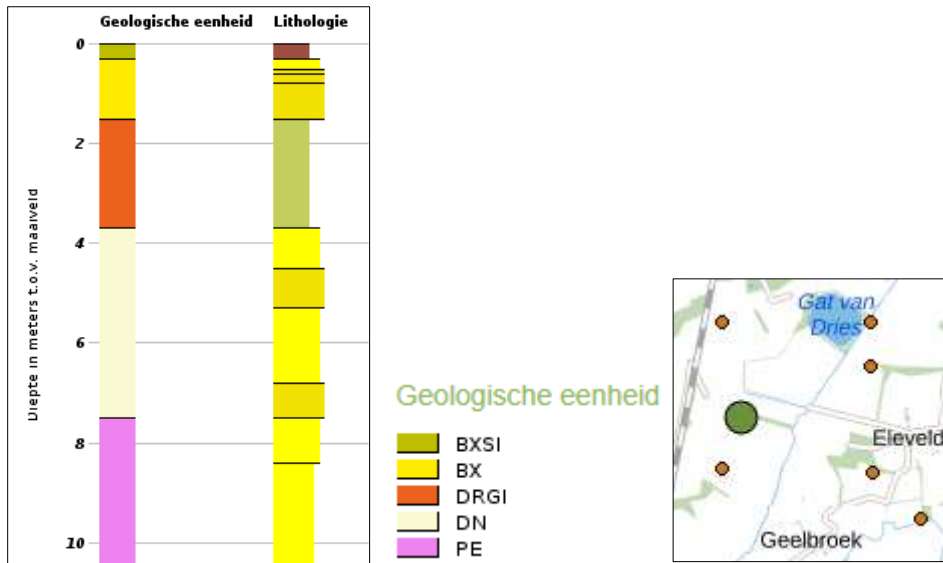 Geologische eenheid Lithologie
0
2
4
6
8
10
Diepte in meters t.o.v. maaiveld
Geologische eenheid
BXSI
BX
DRGI
DN
PE
Gat van
Dries
Eleveld
Geelbroek